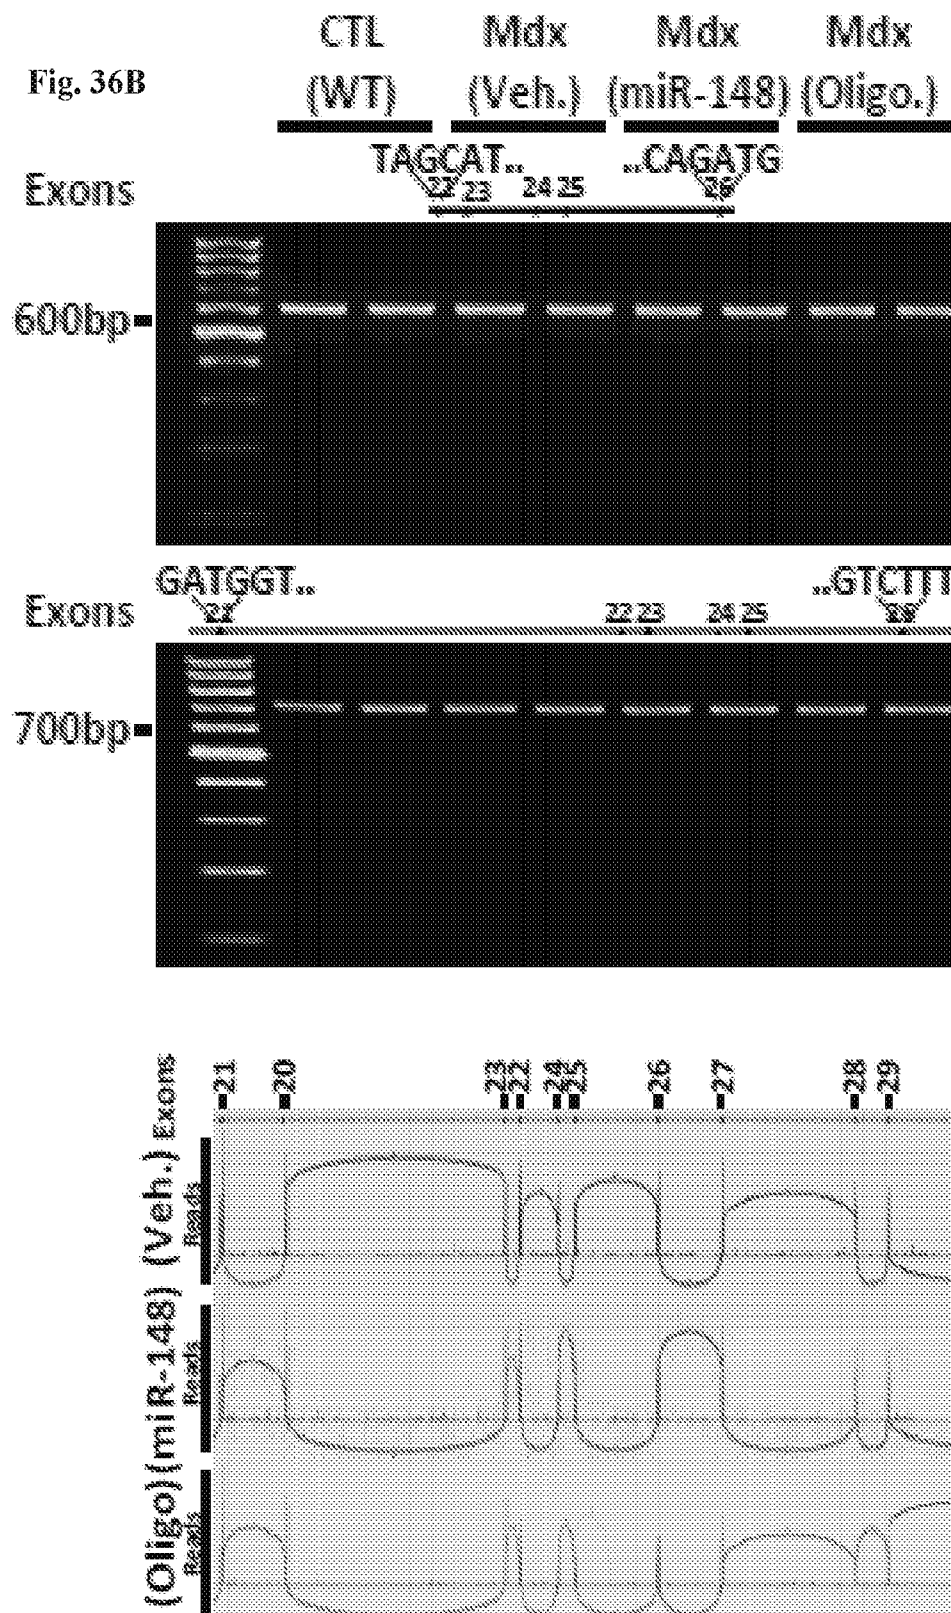 Fig. 36B
CTL Mdx Mdx Mdx
(WT) (Veh.) (miR-148) (Oligo.)
TAGCAT.. ..CAGATG
Exons 22 23 24 25 26
600bp
GATGGT.. ..GTCTTT
Exons 22 23 24 25
700bp
Exons 21 20 23 22 24 25 26 27 28 29
(Veh.) Reads
(miR-148) Reads
(Oligo) Reads